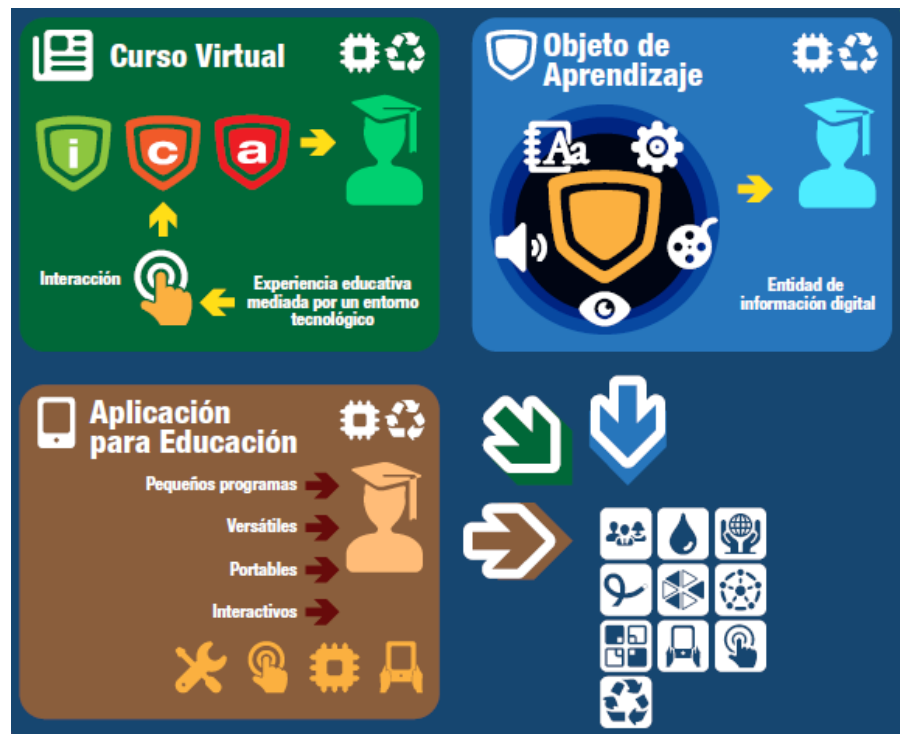 Curso Virtual
i
c
a
Interacción
Experiencia educativa
mediada por un entorno
tecnológico
Objeto de
Aprendizaje
Aa
Entidad de
información digital
Aplicación
para Educación
Pequeños programas
Versátiles
Portables
Interactivos